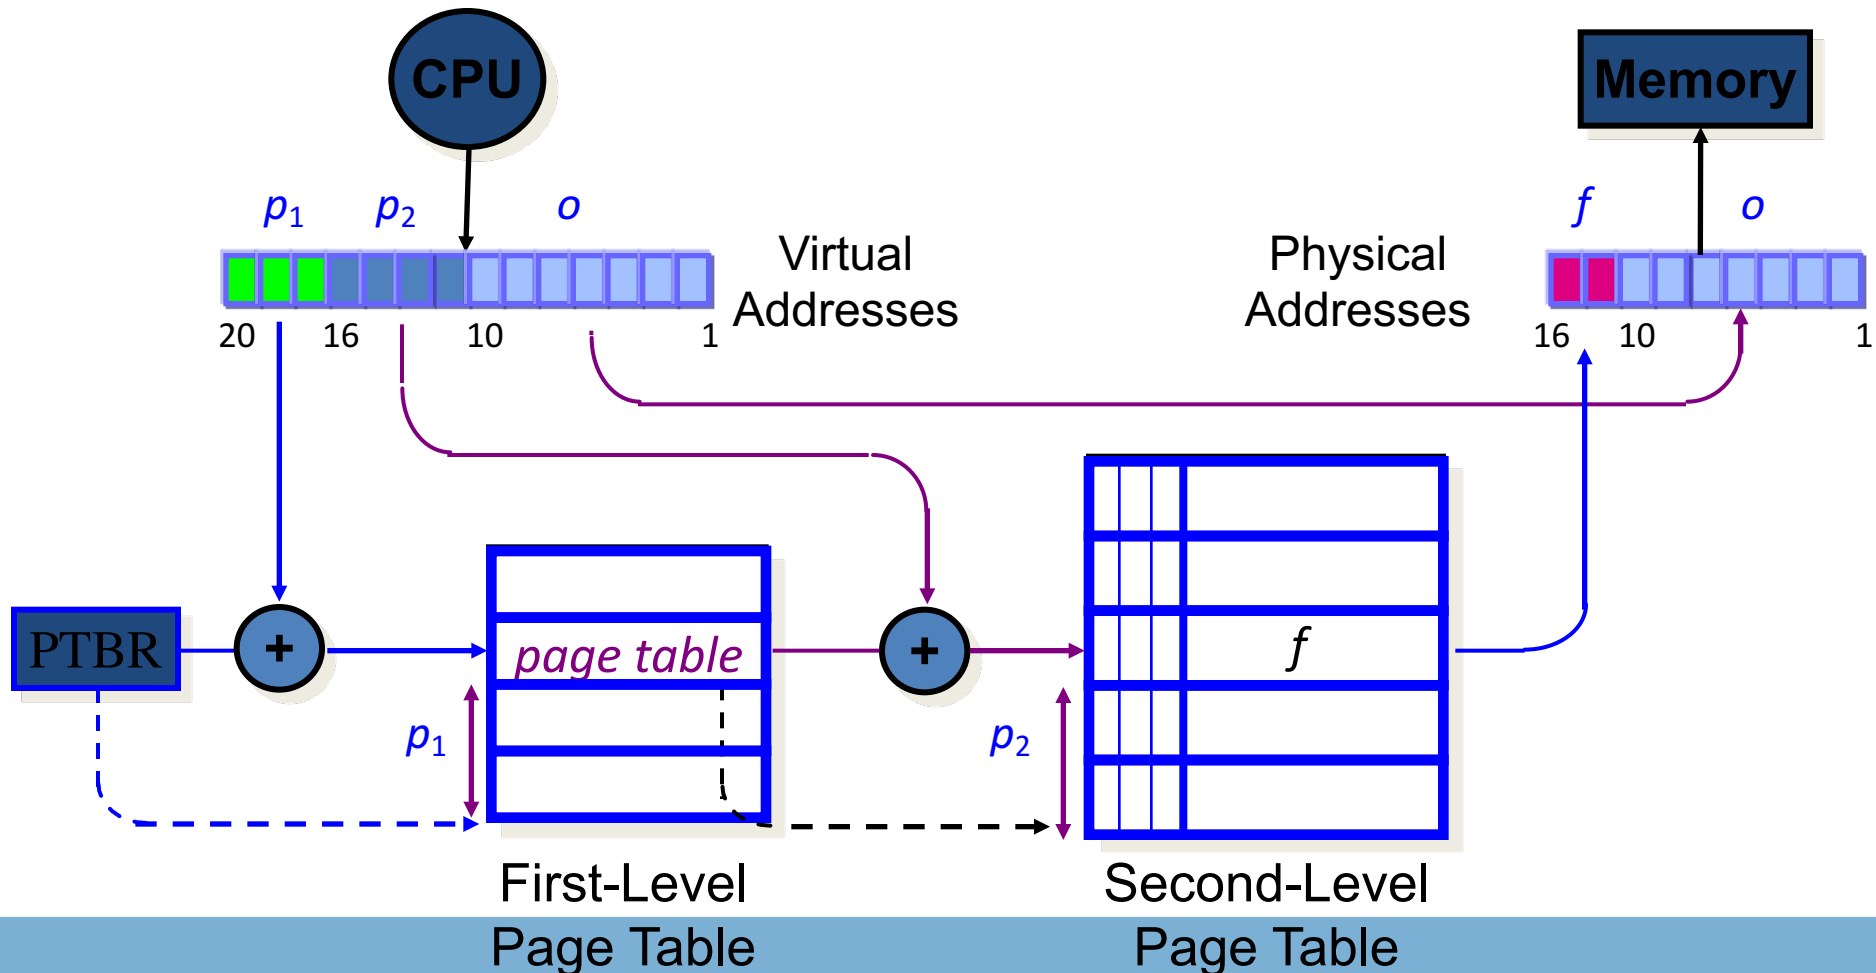 CPU
Memory
p1 p2 o
f o
Virtual
Addresses
Physical
Addresses
20 16 10 1
16 10 1
PTBR
+
page table
+
f
p1
p2
First-Level
Page Table
Second-Level
Page Table